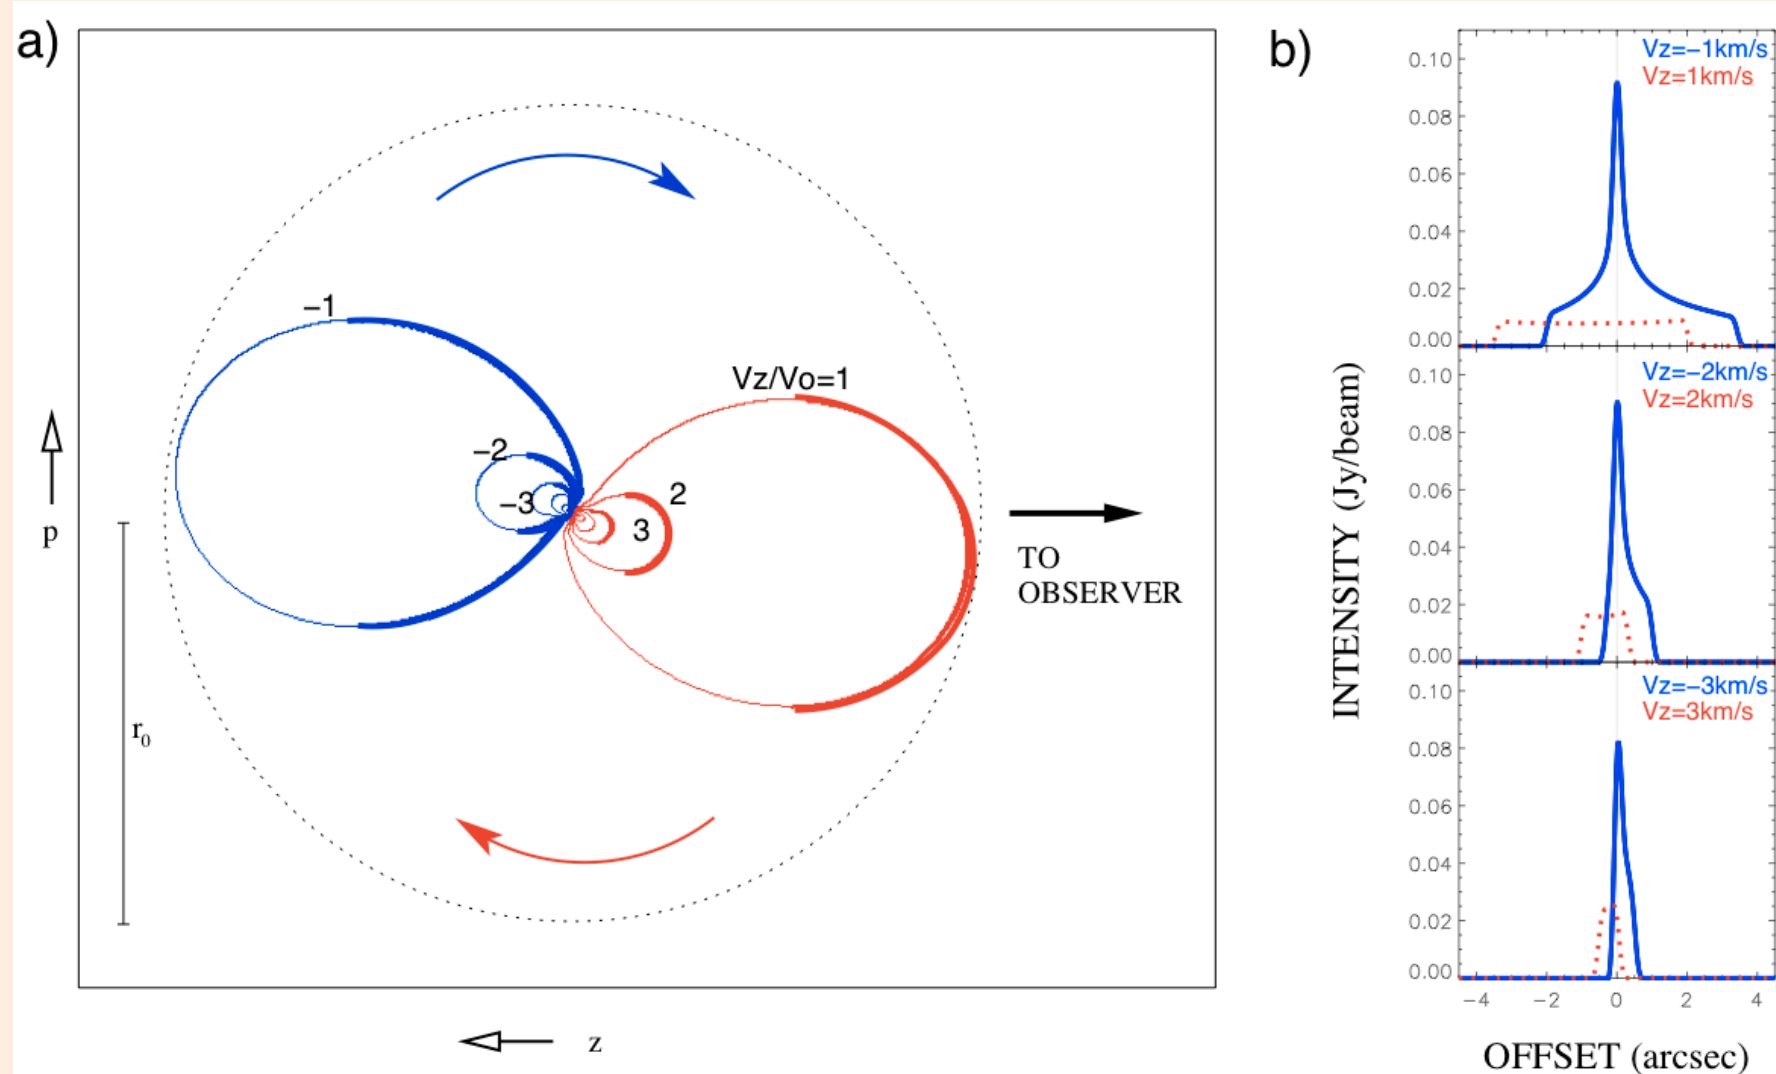 a)
−1
−2
−3
Vz/Vo=1
2
3
p
r0
TO
OBSERVER
z
b)
INTENSITY (Jy/beam)
Vz=−1km/s
Vz=1km/s
0.10
0.08
0.06
0.04
0.02
0.00
Vz=−2km/s
Vz=2km/s
0.10
0.08
0.06
0.04
0.02
0.00
Vz=−3km/s
Vz=3km/s
0.10
0.08
0.06
0.04
0.02
0.00
−4 −2 0 2 4
OFFSET (arcsec)